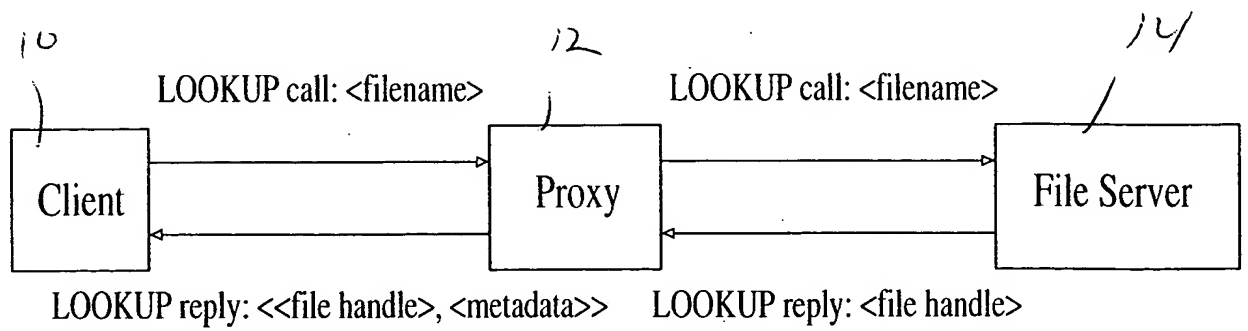 10 12 14
LOOKUP call: <filename> LOOKUP call: <filename>
Client Proxy File Server
LOOKUP reply: <<file handle>, <metadata>> LOOKUP reply: <file handle>